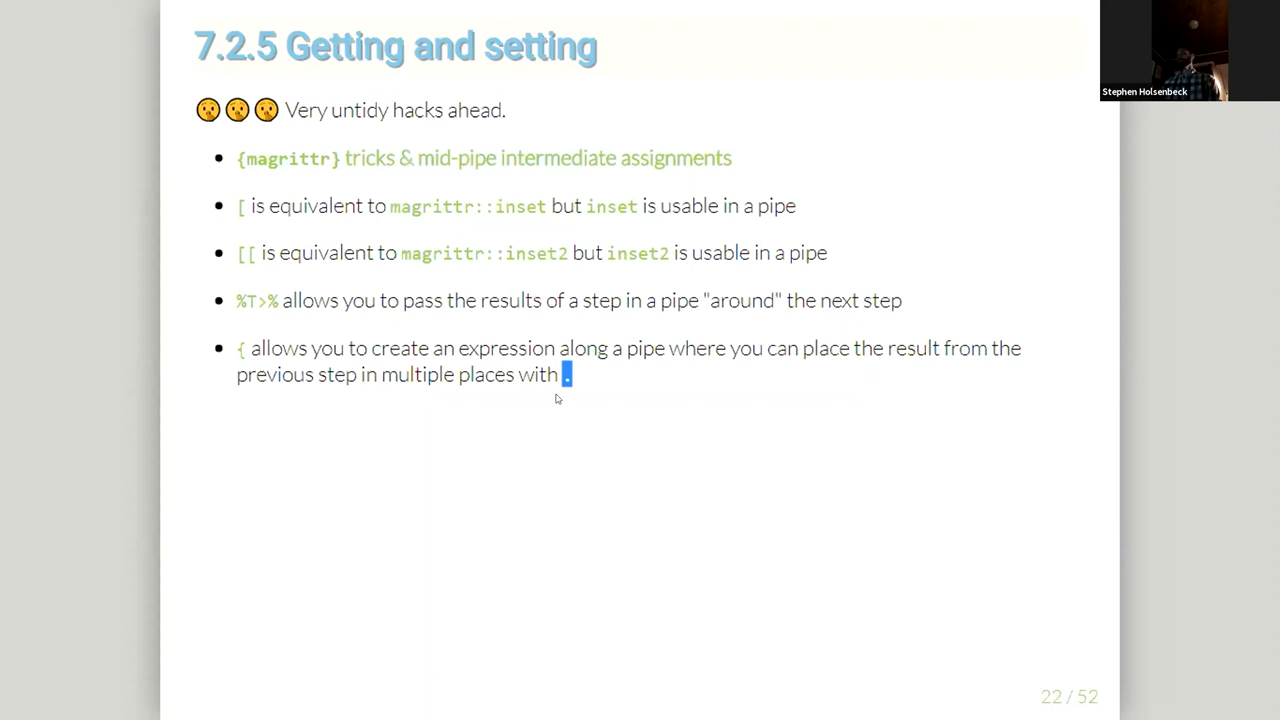 7.2.5 Getting and setting
Stephen Holsenbeck
🤫🤫🤫 Very untidy hacks ahead.
• {magrittr} tricks & mid-pipe intermediate assignments
• [ is equivalent to magrittr::inset but inset is usable in a pipe
• [[ is equivalent to magrittr::inset2 but inset2 is usable in a pipe
• %T>% allows you to pass the results of a step in a pipe "around" the next step
• { allows you to create an expression along a pipe where you can place the result from the
previous step in multiple places with .
22 / 52